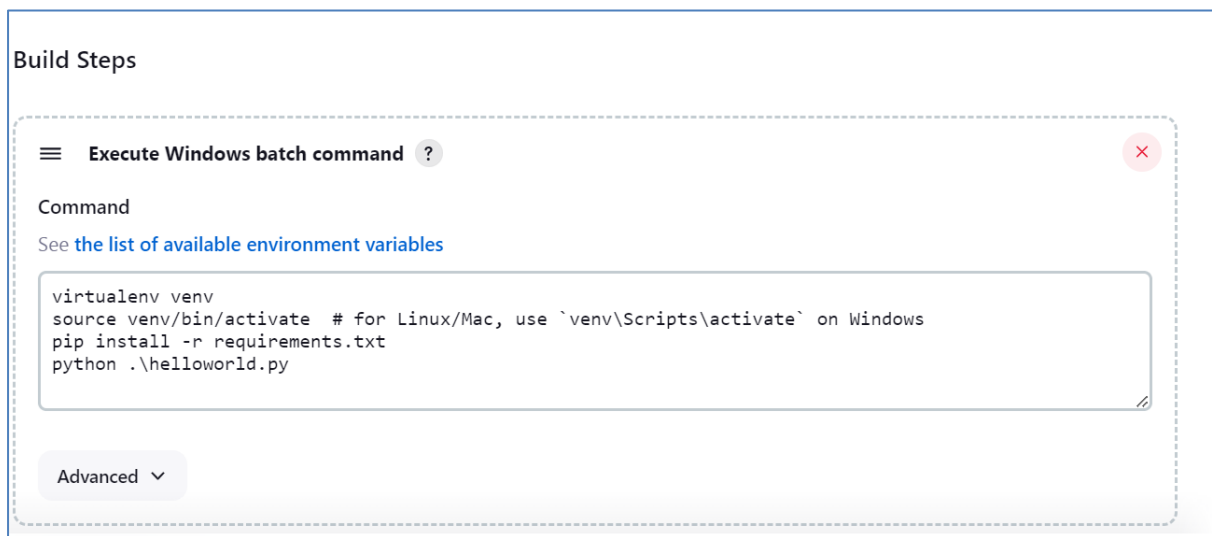 Build Steps
Execute Windows batch command ?
Command
See the list of available environment variables
virtualenv venv
source venv/bin/activate  # for Linux/Mac, use `venv\Scripts\activate` on Windows
pip install -r requirements.txt
python .\helloworld.py
Advanced